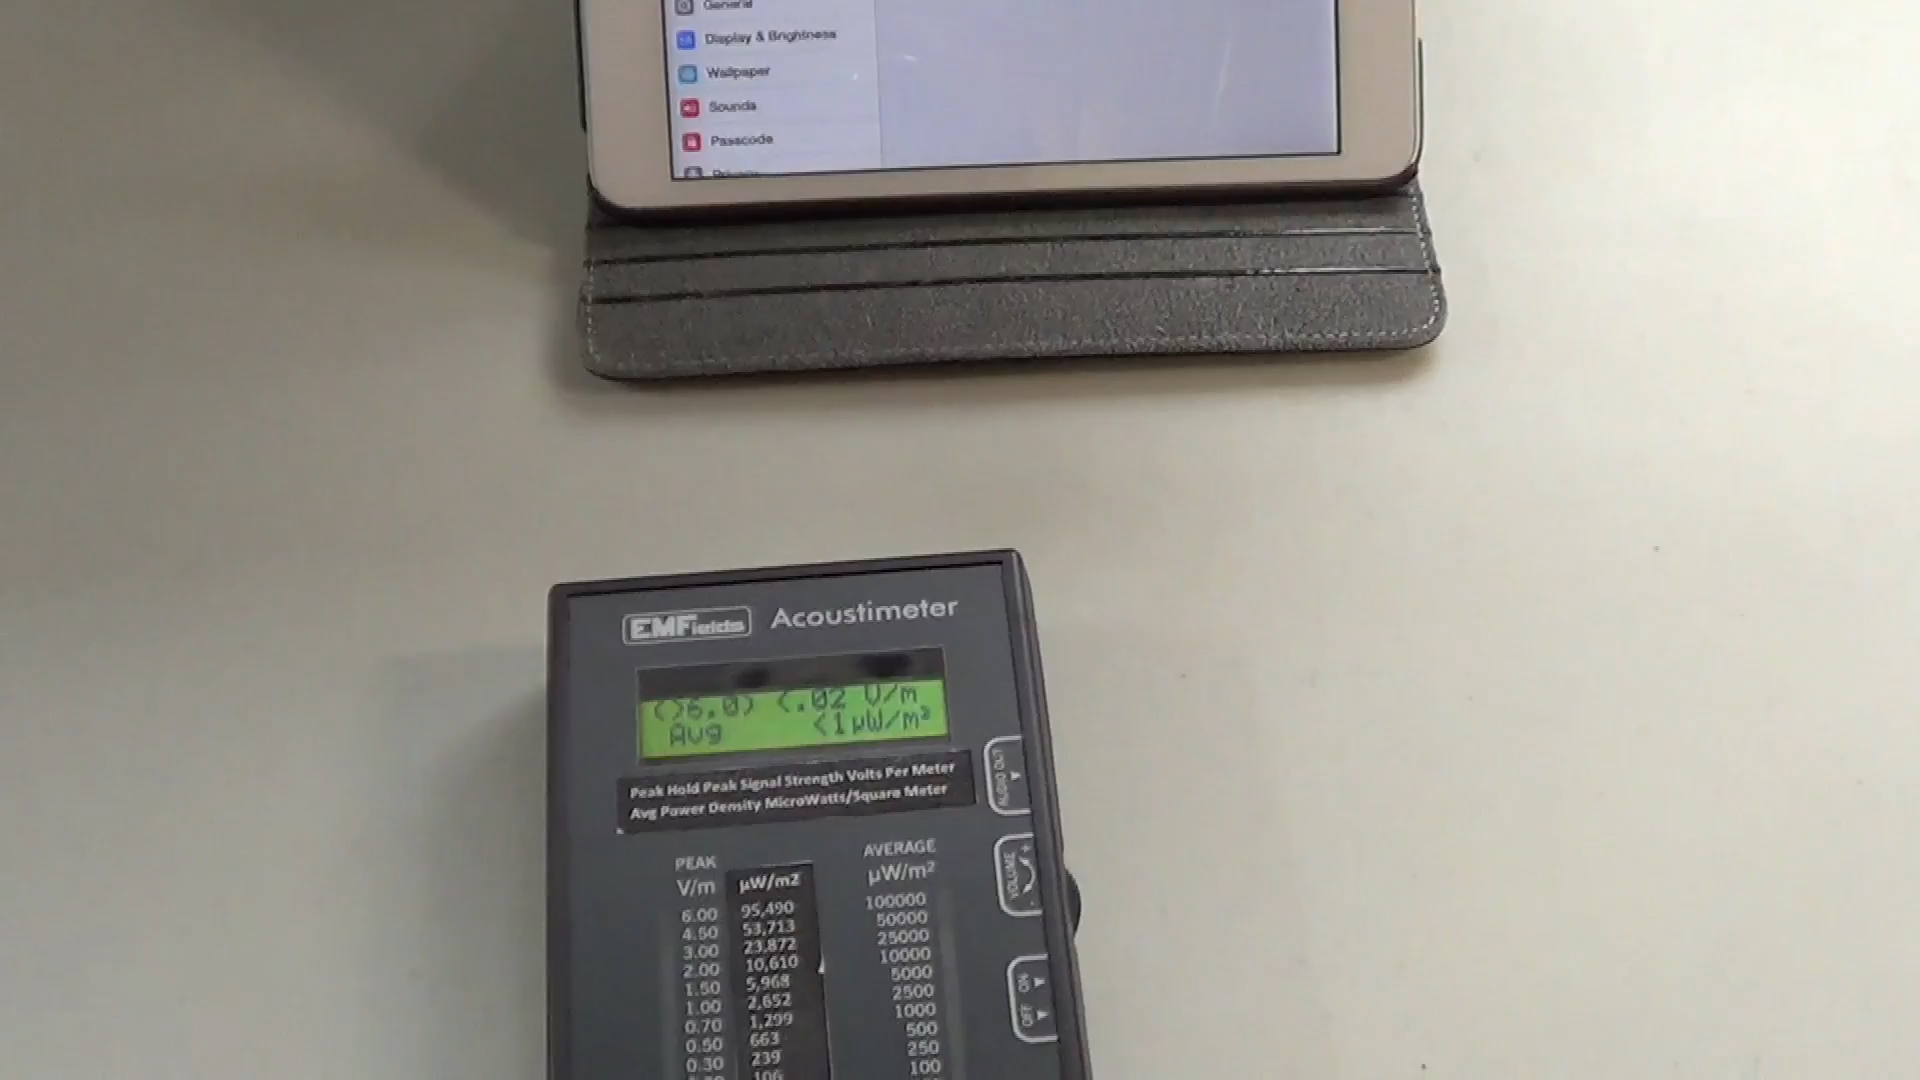 General
Display & Brightness
Wallpaper
Sounds
Passcode
Privacy
EMFields Acoustimeter
(>6.0) <.02 V/m
Avg <1µW/m²
Peak Hold Peak Signal Strength Volts Per Meter
Avg Power Density MicroWatts/Square Meter
AUDIO OUT
VOLUME
- +
OFF ON
PEAK AVERAGE
V/m µW/m2 µW/m²
6.00 95,490 100000
4.50 53,713 50000
3.00 23,872 25000
2.00 10,610 10000
1.50 5,968 5000
1.00 2,652 2500
0.70 1,299 1000
0.50 663 500
0.30 239 250
106 100